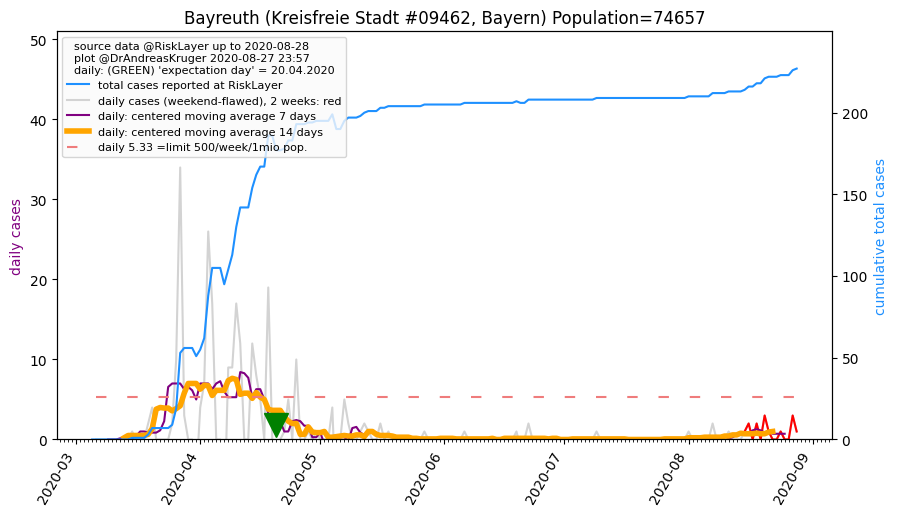 Bayreuth (Kreisfreie Stadt #09462, Bayern) Population=74657
source data @RiskLayer up to 2020-08-28
plot @DrAndreasKruger 2020-08-27 23:57
daily: (GREEN) 'expectation day' = 20.04.2020
total cases reported at RiskLayer
daily cases (weekend-flawed), 2 weeks: red
daily: centered moving average 7 days
daily: centered moving average 14 days
daily 5.33 =limit 500/week/1mio pop.
daily cases
50
40
30
20
10
0
cumulative total cases
200
150
100
50
0
2020-03
2020-04
2020-05
2020-06
2020-07
2020-08
2020-09